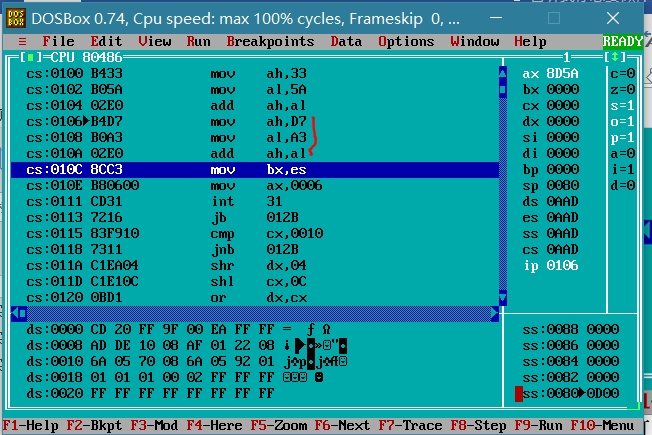 DOSBox 0.74, Cpu speed: max 100% cycles, Frameskip 0, ...
≡ File Edit View Run Breakpoints Data Options Window Help READY
[■]=CPU 80486 1 [↕]
cs:0100 B433 mov ah,33 ax 8D5A c=0
cs:0102 B05A mov al,5A bx 0000 z=0
cs:0104 02E0 add ah,al cx 0000 s=1
cs:0106►B4D7 mov ah,D7 dx 0000 o=1
cs:0108 B0A3 mov al,A3 si 0000 p=1
cs:010A 02E0 add ah,al di 0000 a=0
cs:010C 8CC3 mov bx,es bp 0000 i=1
cs:010E B80600 mov ax,0006 sp 0080 d=0
cs:0111 CD31 int 31 ds 0AAD
cs:0113 7216 jb 012B es 0AAD
cs:0115 83F910 cmp cx,0010 ss 0AAD
cs:0118 7311 jnb 012B cs 0AAD
cs:011A C1EA04 shr dx,04 ip 0106
cs:011D C1E10C shl cx,0C
cs:0120 0BD1 or dx,cx
ds:0000 CD 20 FF 9F 00 EA FF FF = ƒ Ω ss:0088 0000
ds:0008 AD DE 10 08 AF 01 22 08 ss:0086 0000
ds:0010 6A 05 70 08 6A 05 92 01 ss:0084 0000
ds:0018 01 01 01 00 02 FF FF FF ss:0082 0000
ds:0020 FF FF FF FF FF FF FF FF ss:0080►0D00
F1-Help F2-Bkpt F3-Mod F4-Here F5-Zoom F6-Next F7-Trace F8-Step F9-Run F10-Menu